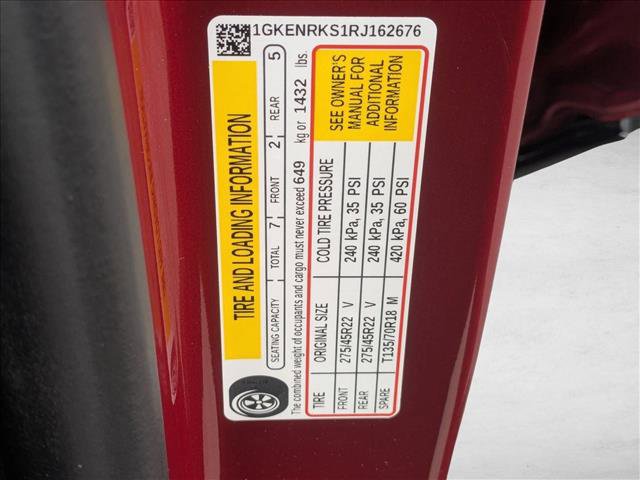 1GKENRKS1RJ162676
TIRE AND LOADING INFORMATION
SEATING CAPACITY TOTAL 7 FRONT 2 REAR 5
The combined weight of occupants and cargo must never exceed 649 kg or 1432 lbs.
TIRE ORIGINAL SIZE COLD TIRE PRESSURE
FRONT 275/45R22 V 240 kPa, 35 PSI
REAR 275/45R22 V 240 kPa, 35 PSI
SPARE T135/70R18 M 420 kPa, 60 PSI
SEE OWNER'S
MANUAL FOR
ADDITIONAL
INFORMATION